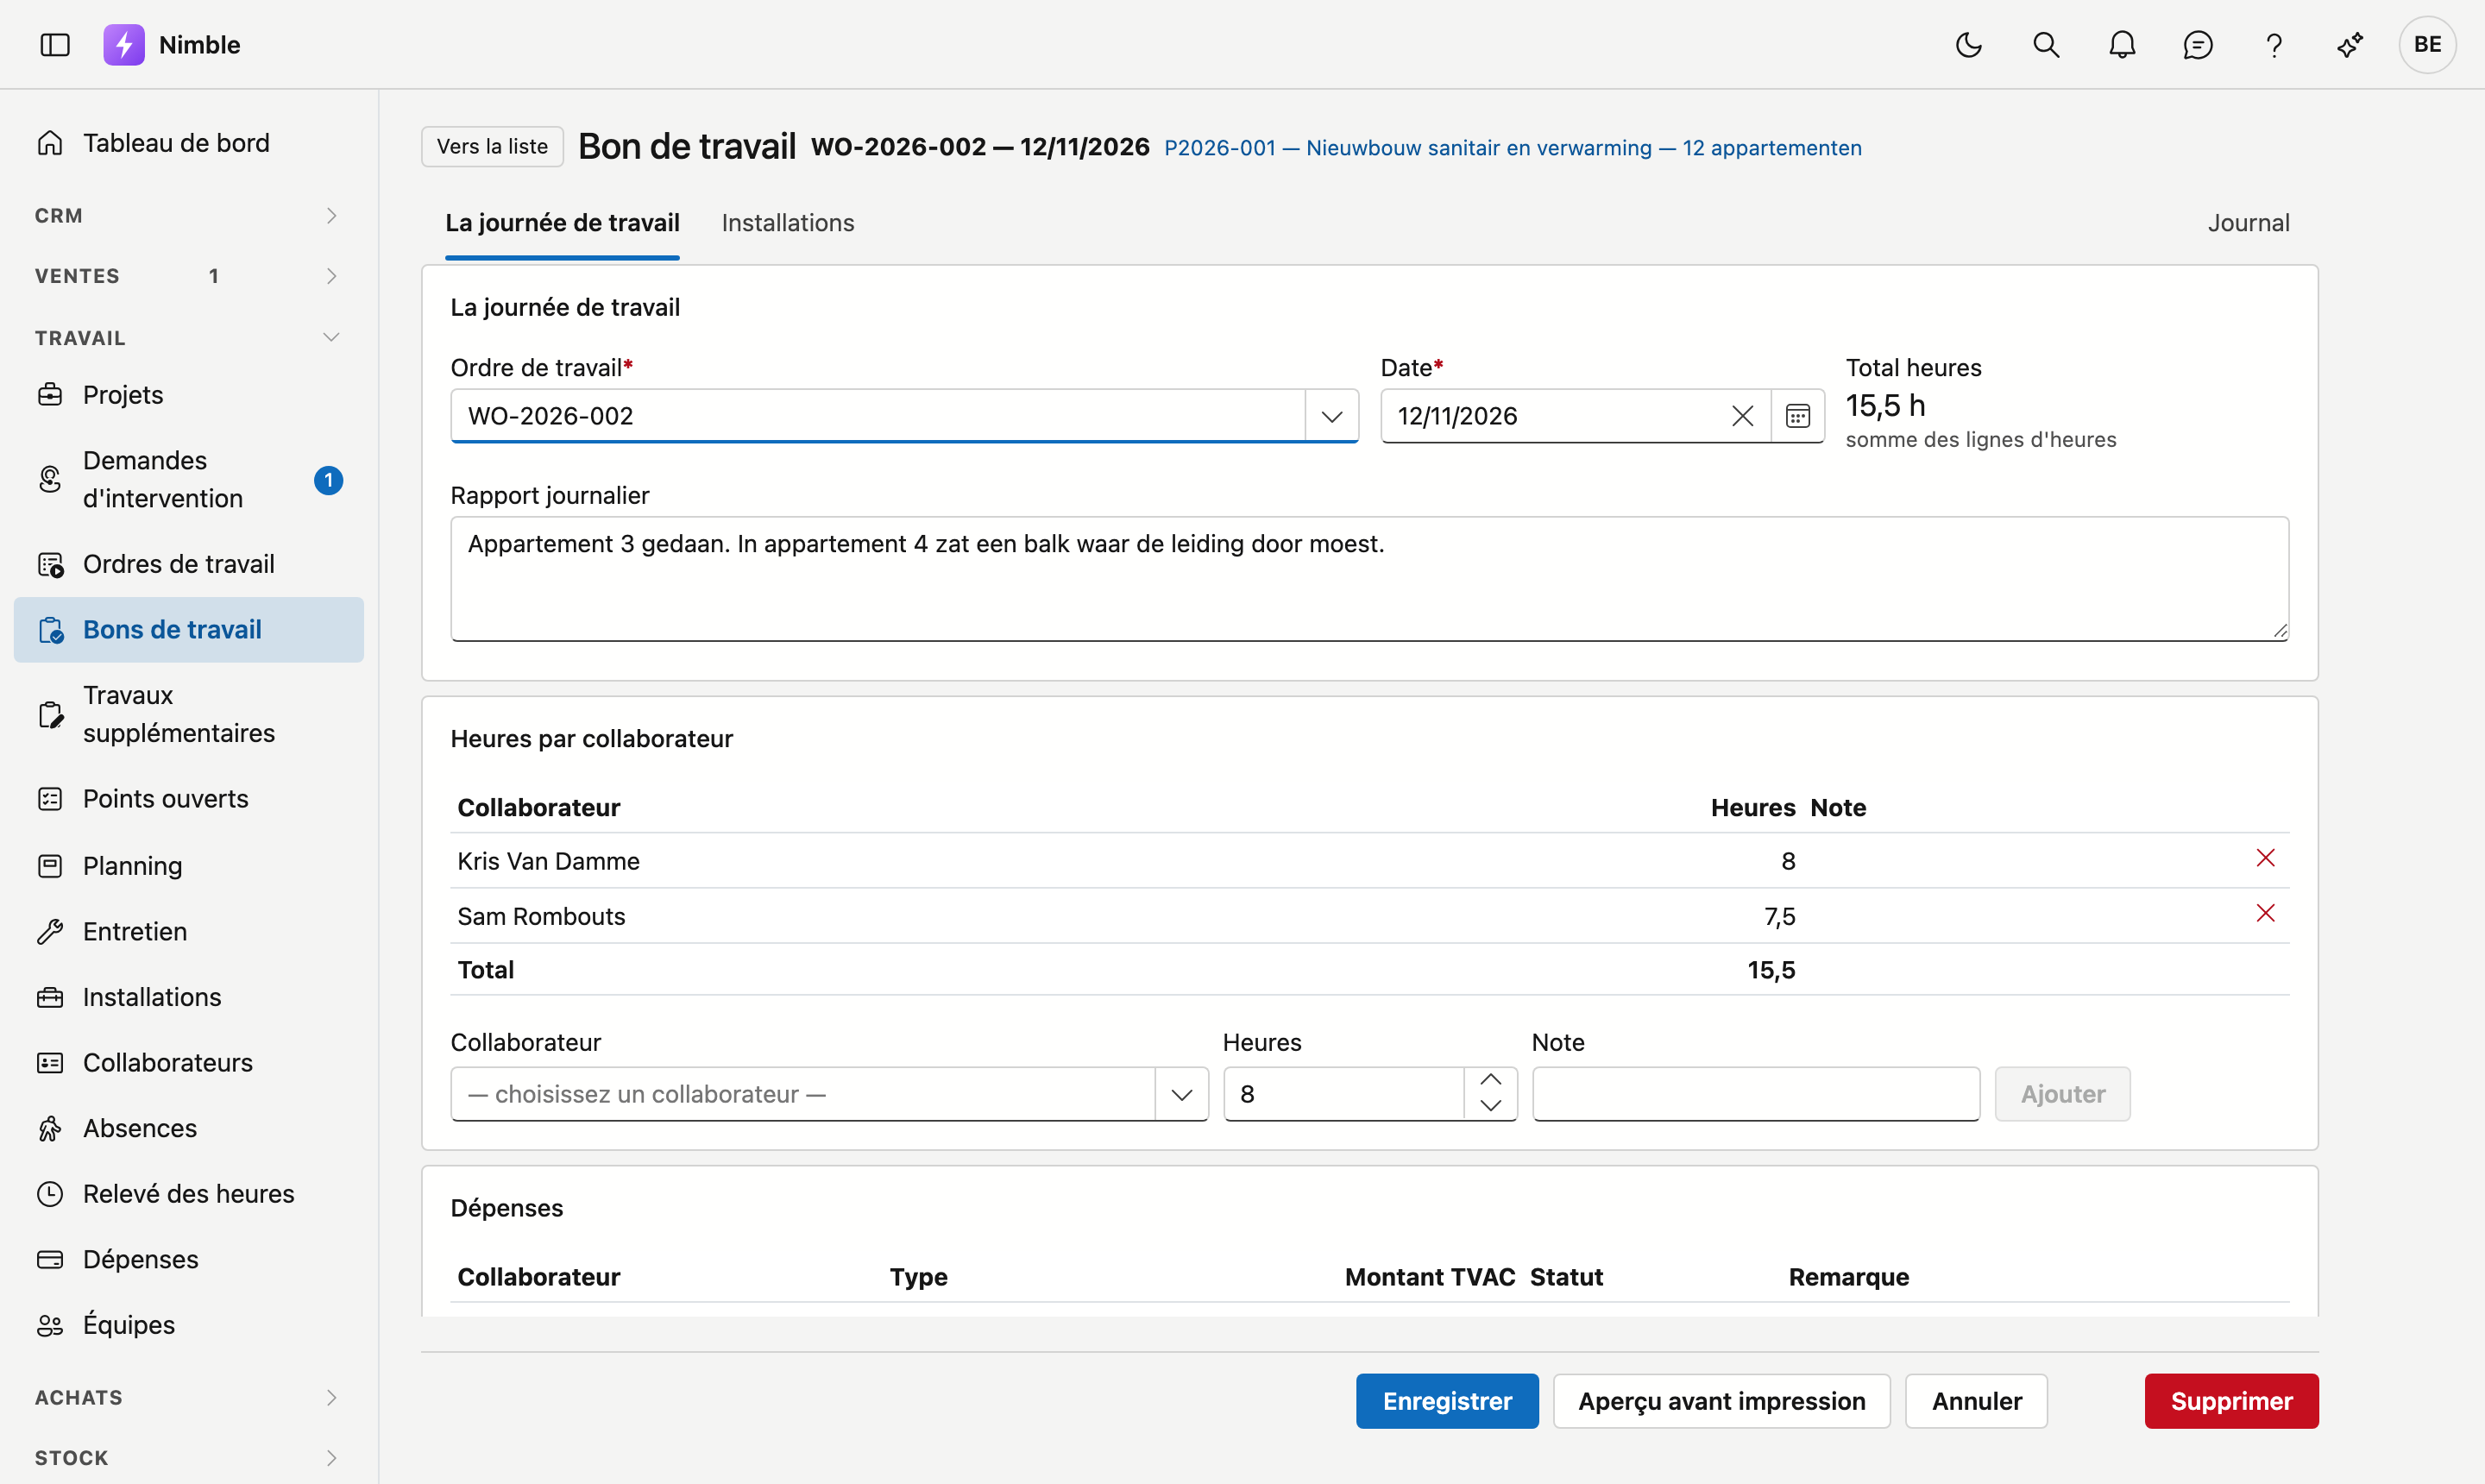 Nimble
BE
Tableau de bord
CRM
VENTES 1
TRAVAIL
Projets
Demandes
d'intervention
1
Ordres de travail
Bons de travail
Travaux
supplémentaires
Points ouverts
Planning
Entretien
Installations
Collaborateurs
Absences
Relevé des heures
Dépenses
Équipes
ACHATS
STOCK
Vers la liste
Bon de travail WO-2026-002 — 12/11/2026 P2026-001 — Nieuwbouw sanitair en verwarming — 12 appartementen
La journée de travail Installations Journal
La journée de travail
Ordre de travail* Date* Total heures
WO-2026-002 12/11/2026 15,5 h
somme des lignes d'heures
Rapport journalier
Appartement 3 gedaan. In appartement 4 zat een balk waar de leiding door moest.
Heures par collaborateur
Collaborateur Heures Note
Kris Van Damme 8
Sam Rombouts 7,5
Total 15,5
Collaborateur Heures Note
— choisissez un collaborateur — 8 Ajouter
Dépenses
Collaborateur Type Montant TVAC Statut Remarque
Enregistrer Aperçu avant impression Annuler Supprimer